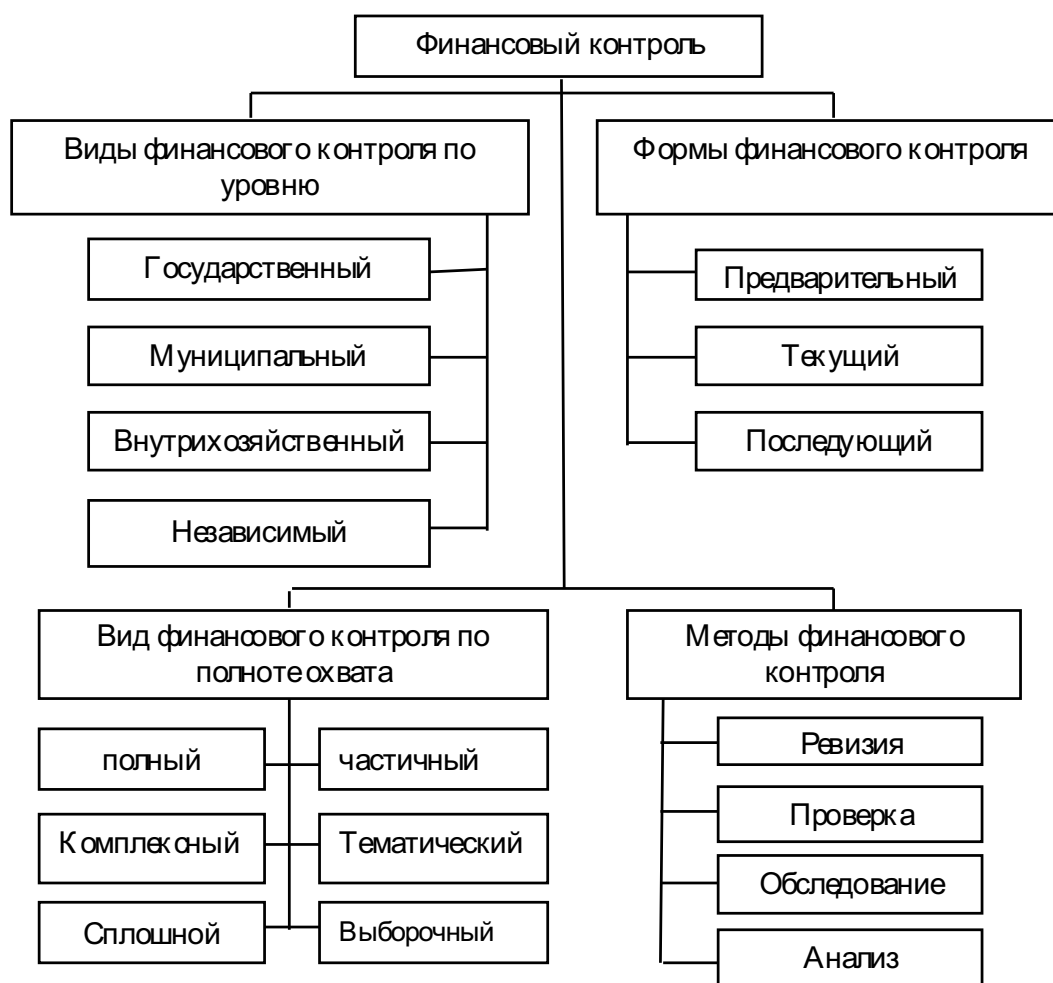 Финансовый контроль
Виды финансового контроля по
уровню
Государственный
Муниципальный
Внутрихозяйственный
Независимый
Формы финансового контроля
Предварительный
Текущий
Последующий
Вид финансового контроля по
полноте охвата
полный
частичный
Комплексный
Тематический
Сплошной
Выборочный
Методы финансового
контроля
Ревизия
Проверка
Обследование
Анализ